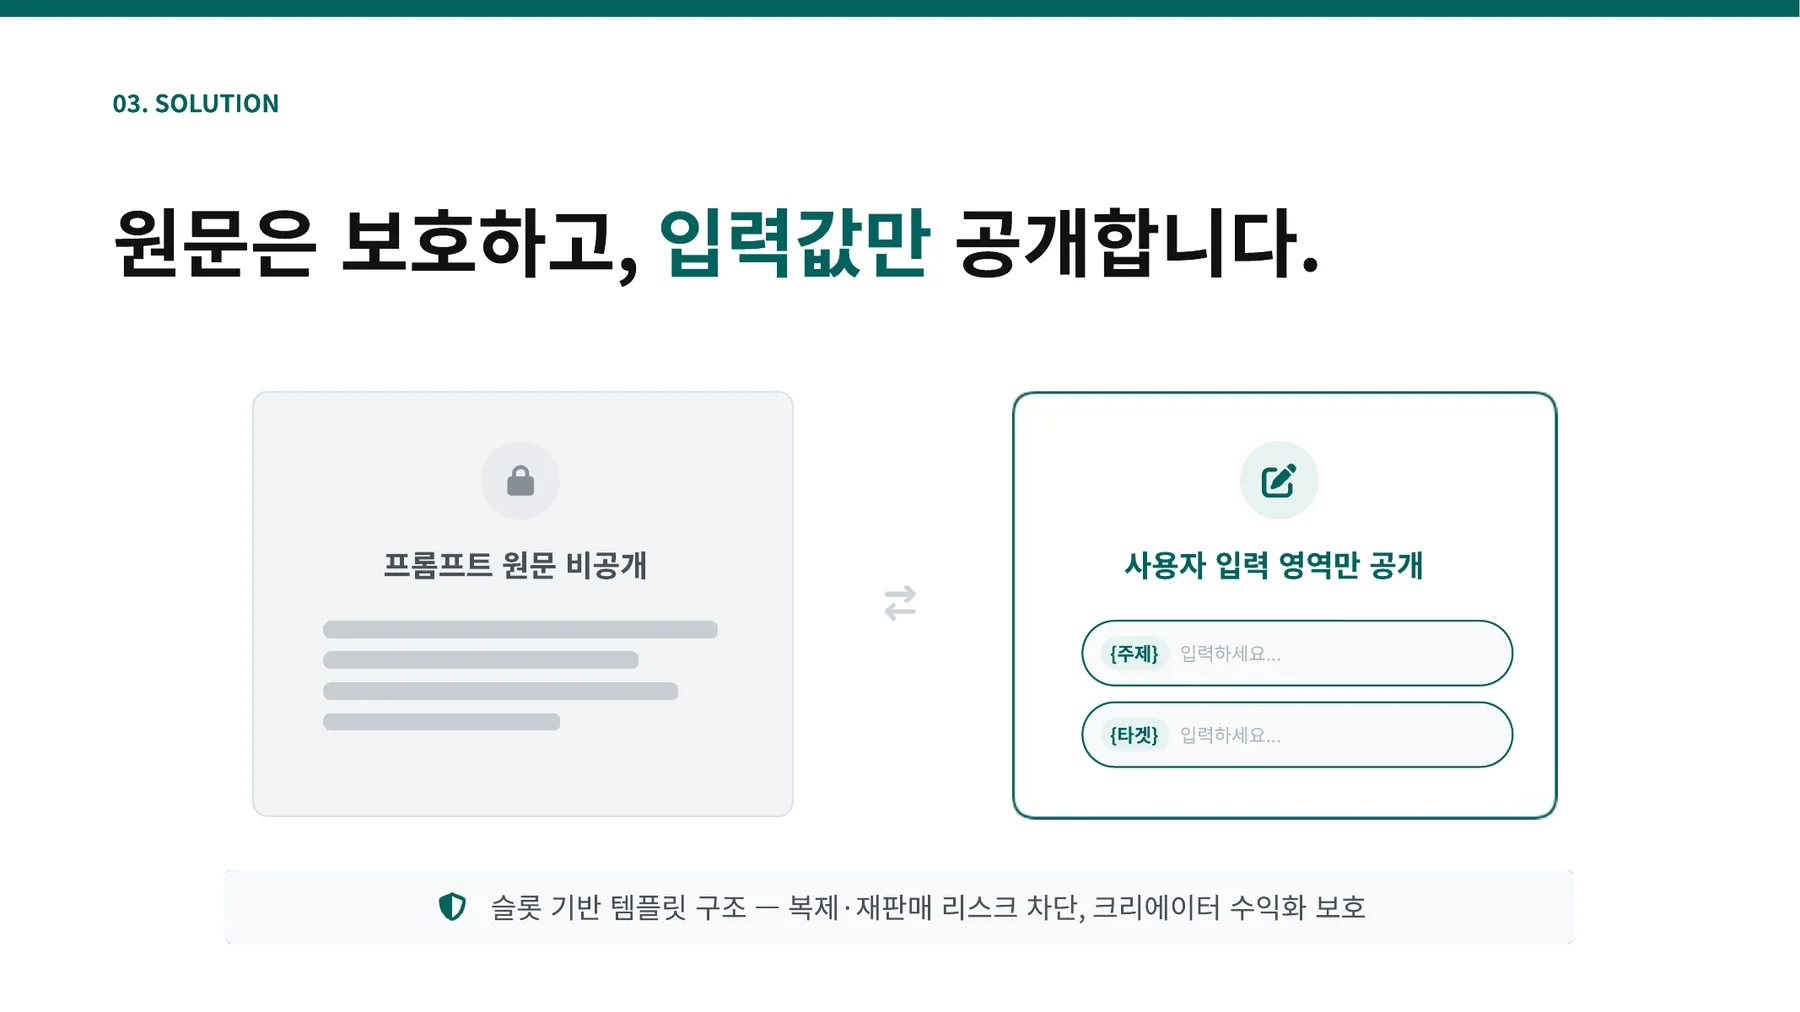 03. SOLUTION
원문은 보호하고, 입력값만 공개합니다.
프롬프트 원문 비공개
사용자 입력 영역만 공개
{주제} 입력하세요...
{타겟} 입력하세요...
슬롯 기반 템플릿 구조 — 복제·재판매 리스크 차단, 크리에이터 수익화 보호